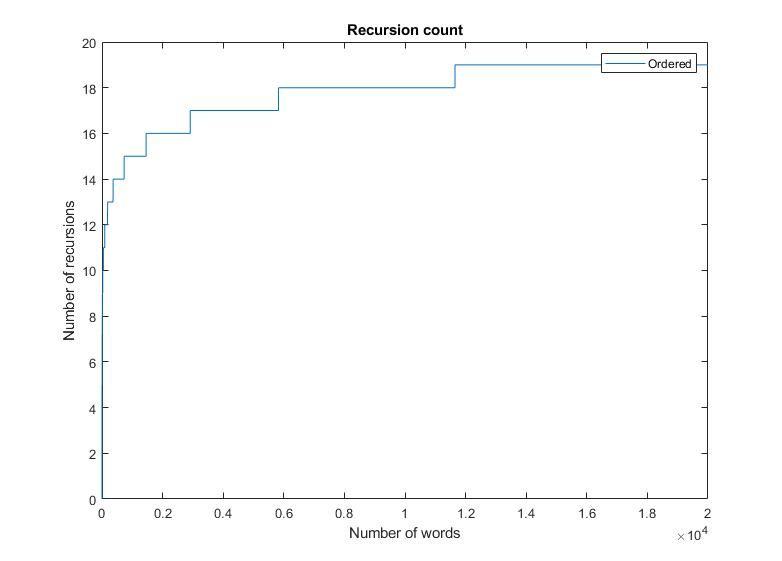 Recursion count
20
18
16
14
12
10
8
6
4
2
0
Number of recursions
Ordered
0 0.2 0.4 0.6 0.8 1 1.2 1.4 1.6 1.8 2
Number of words
×10⁴